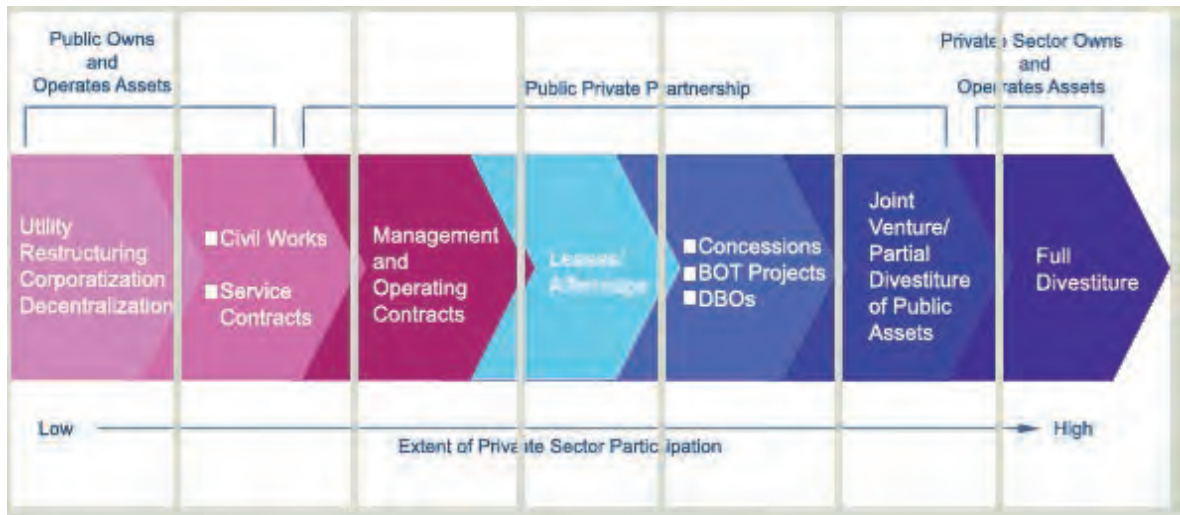 Public Owns
and
Operates Assets
Public Private Partnership
Private Sector Owns
and
Operates Assets
Utility
Restructuring
Corporatization
Decentralization
■Civil Works
■Service
Contracts
Management
and
Operating
Contracts
Leases/
Affermage
■Concessions
■BOT Projects
■DBOs
Joint
Venture/
Partial
Divestiture
of Public
Assets
Full
Divestiture
Low
High
Extent of Private Sector Participation